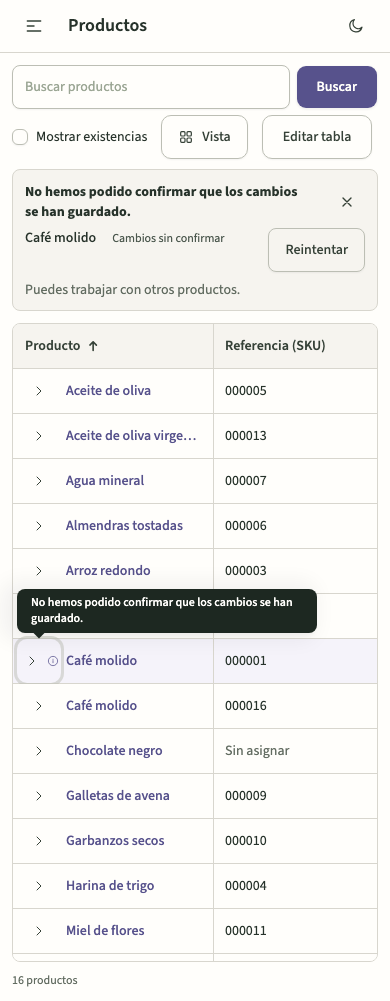 Productos
Buscar productos
Buscar
Mostrar existencias
Vista
Editar tabla
No hemos podido confirmar que los cambios
se han guardado.
Café molido
Cambios sin confirmar
Reintentar
Puedes trabajar con otros productos.
Producto
Referencia (SKU)
Aceite de oliva
000005
Aceite de oliva virge...
000013
Agua mineral
000007
Almendras tostadas
000006
Arroz redondo
000003
No hemos podido confirmar que los cambios se han
guardado.
Café molido
000001
Café molido
000016
Chocolate negro
Sin asignar
Galletas de avena
000009
Garbanzos secos
000010
Harina de trigo
000004
Miel de flores
000011
16 productos